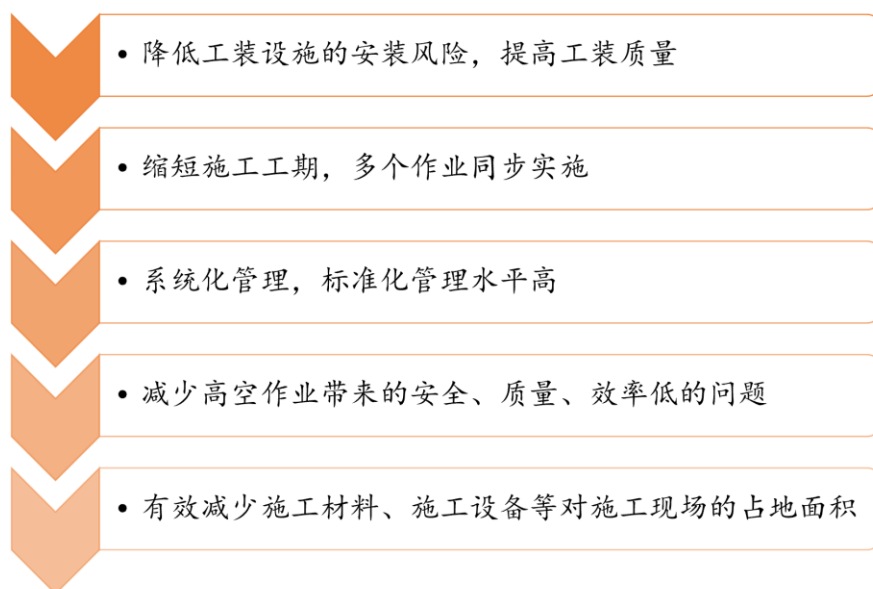 • 降低工装设施的安装风险，提高工装质量
• 缩短施工工期，多个作业同步实施
• 系统化管理，标准化管理水平高
• 减少高空作业带来的安全、质量、效率低的问题
• 有效减少施工材料、施工设备等对施工现场的占地面积